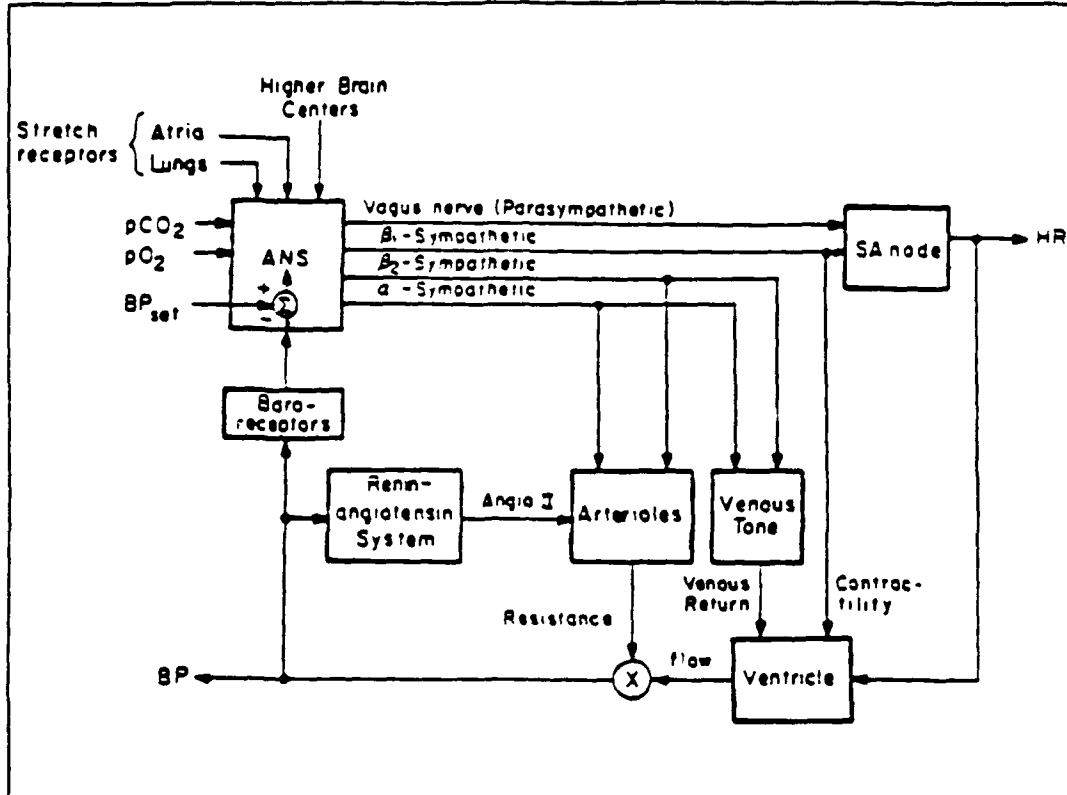 Higher Brain
Centers
Stretch
receptors
Atria
Lungs
pCO2
pO2
BPset
ANS
+
Σ
-
Vagus nerve (Parasympathetic)
β1-Sympathetic
β2-Sympathetic
α -Sympathetic
SA node
HR
Baro-
receptors
Renin-
angiotensin
System
Angio II
Arterioles
Venous
Tone
Resistance
Venous
Return
Contrac-
tility
BP
X
flow
Ventricle